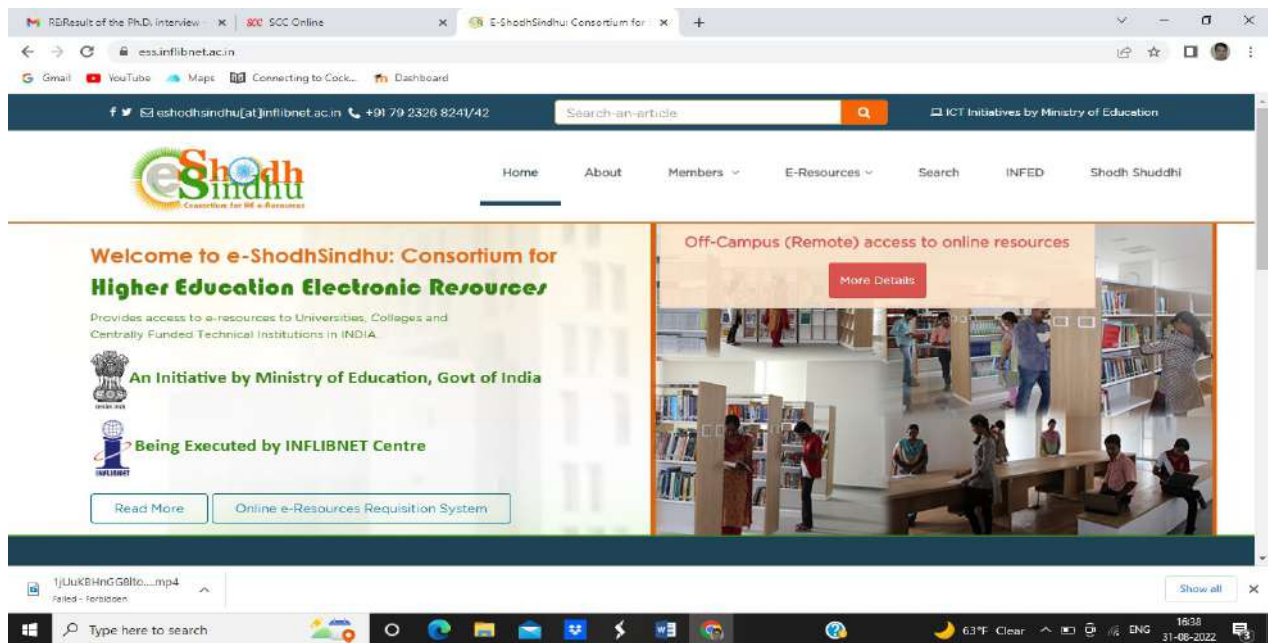 RE:Result of the Ph.D. interview
SCC Online
E-ShodhSindhu: Consortium for
ess.inflibnet.ac.in
Gmail YouTube Maps Connecting to Cock... Dashboard
eshodhsindhu[at]inflibnet.ac.in +91 79 2326 8241/42
Search-an-article
ICT Initiatives by Ministry of Education
eShodh
Sindhu
Consortium for HE e-Resources
Home About Members E-Resources Search INFED Shodh Shuddhi
Welcome to e-ShodhSindhu: Consortium for
Higher Education Electronic Resources
Provides access to e-resources to Universities, Colleges and
Centrally Funded Technical Institutions in INDIA.
An Initiative by Ministry of Education, Govt of India
Being Executed by INFLIBNET Centre
INFLIBNET
Read More Online e-Resources Requisition System
Off-Campus (Remote) access to online resources
More Details
Failed - Forbidden
Show all
Type here to search
63°F Clear ENG
16:38
31-08-2022